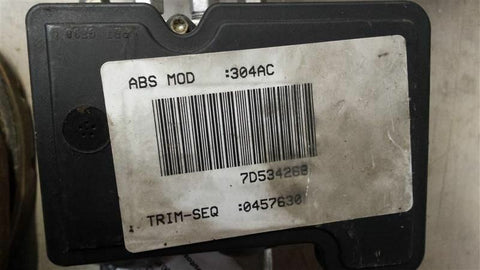 ABS MOD :304AC
7D534268
TRIM-SEQ :0457630